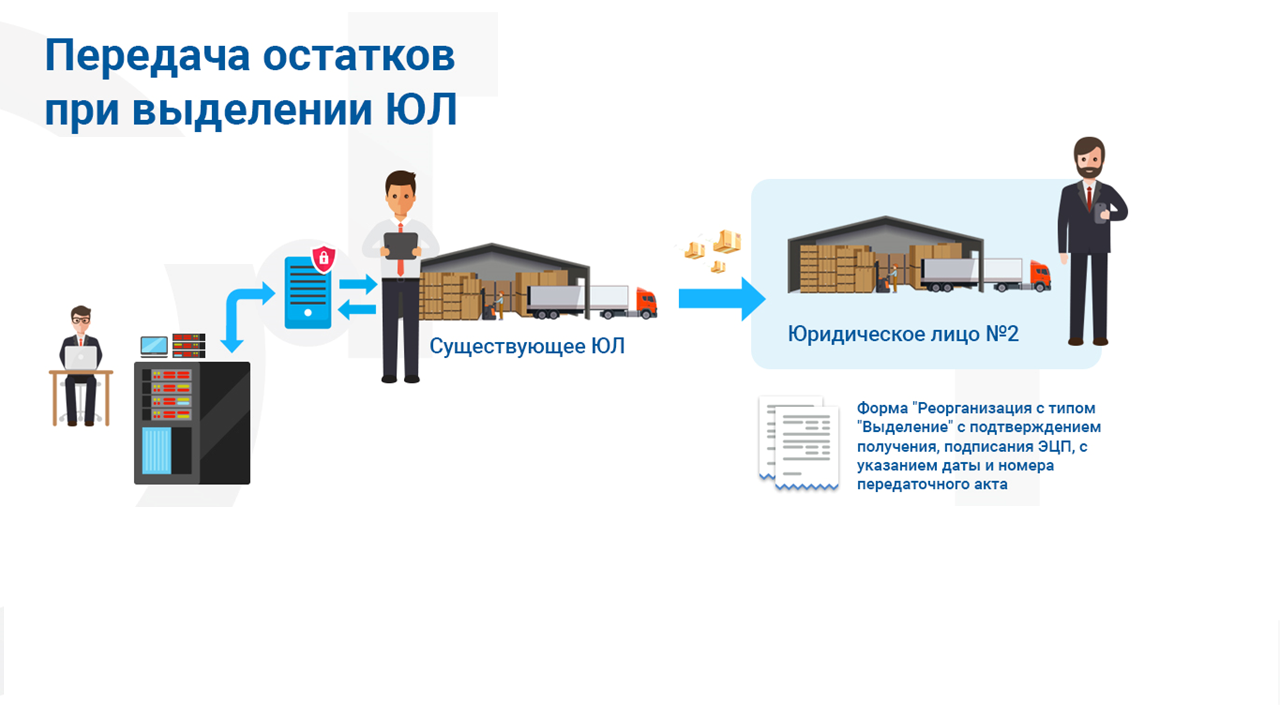 Передача остатков
при выделении ЮЛ
Существующее ЮЛ
Юридическое лицо №2
Форма "Реорганизация с типом
"Выделение" с подтверждением
получения, подписания ЭЦП, с
указанием даты и номера
передаточного акта